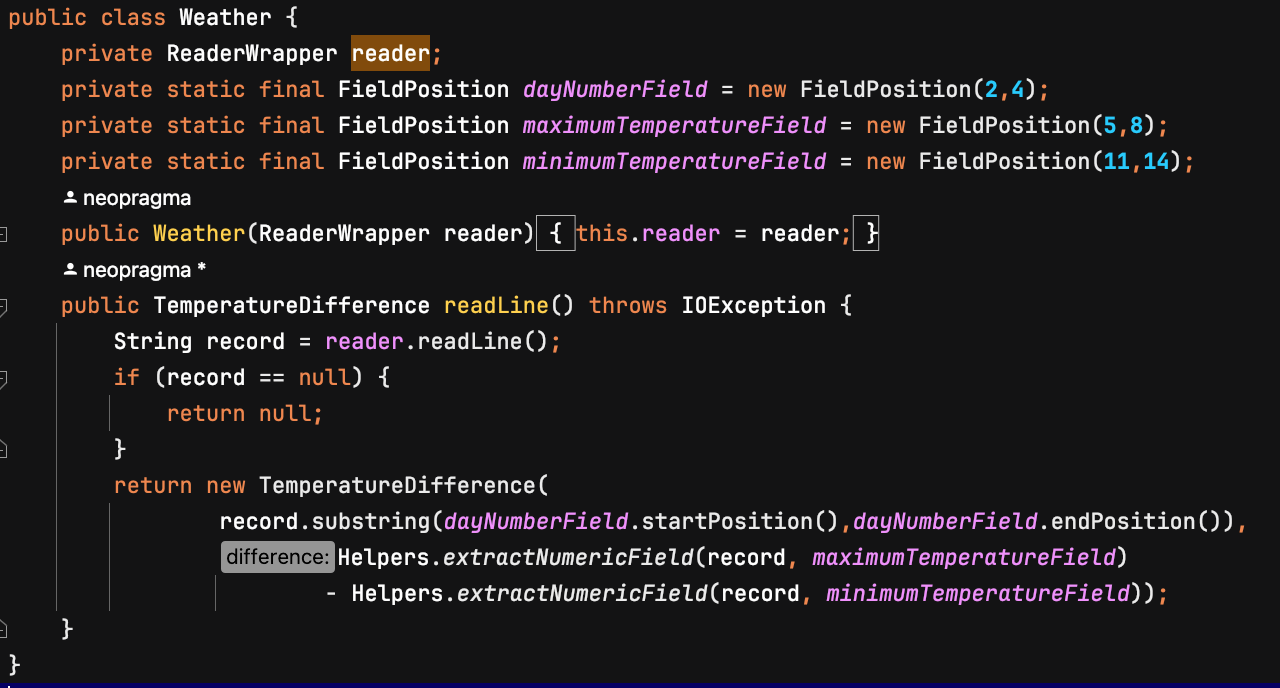 public class Weather {
private ReaderWrapper reader;
private static final FieldPosition dayNumberField = new FieldPosition(2,4);
private static final FieldPosition maximumTemperatureField = new FieldPosition(5,8);
private static final FieldPosition minimumTemperatureField = new FieldPosition(11,14);
neopragma
public Weather(ReaderWrapper reader) { this.reader = reader; }
neopragma *
public TemperatureDifference readLine() throws IOException {
String record = reader.readLine();
if (record == null) {
return null;
}
return new TemperatureDifference(
record.substring(dayNumberField.startPosition(),dayNumberField.endPosition()),
difference: Helpers.extractNumericField(record, maximumTemperatureField)
- Helpers.extractNumericField(record, minimumTemperatureField));
}
}